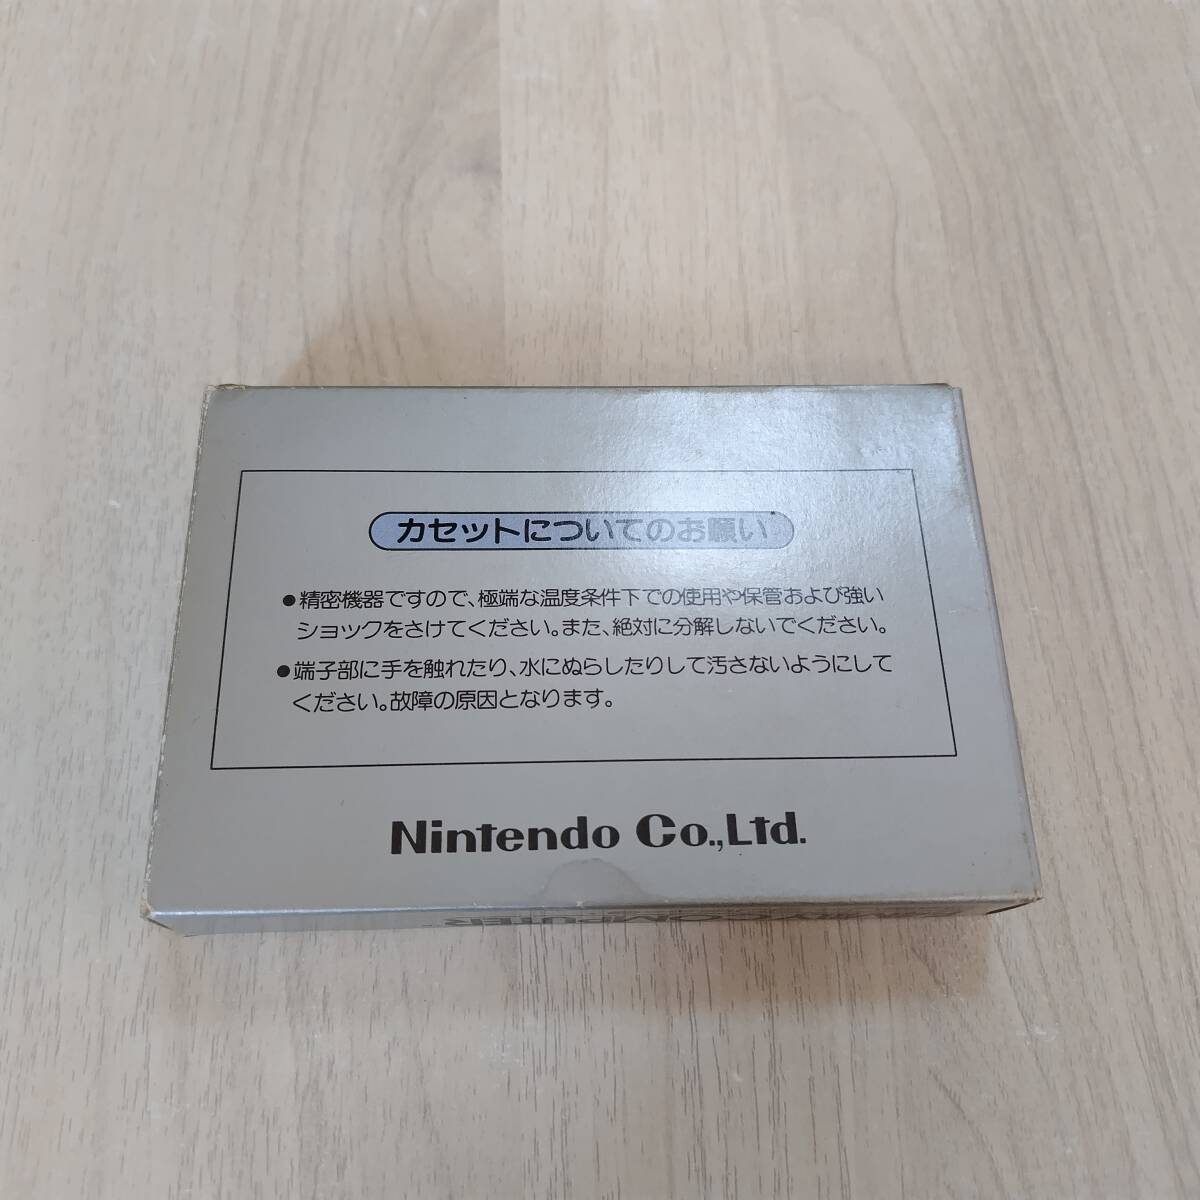 カセットについてのお願い
●精密機器ですので、極端な温度条件下での使用や保管および強い
ショックをさけてください。また、絶対に分解しないでください。
●端子部に手を触れたり、水にぬらしたりして汚さないようにして
ください。故障の原因となります。
Nintendo Co.,Ltd.
COMPUTER